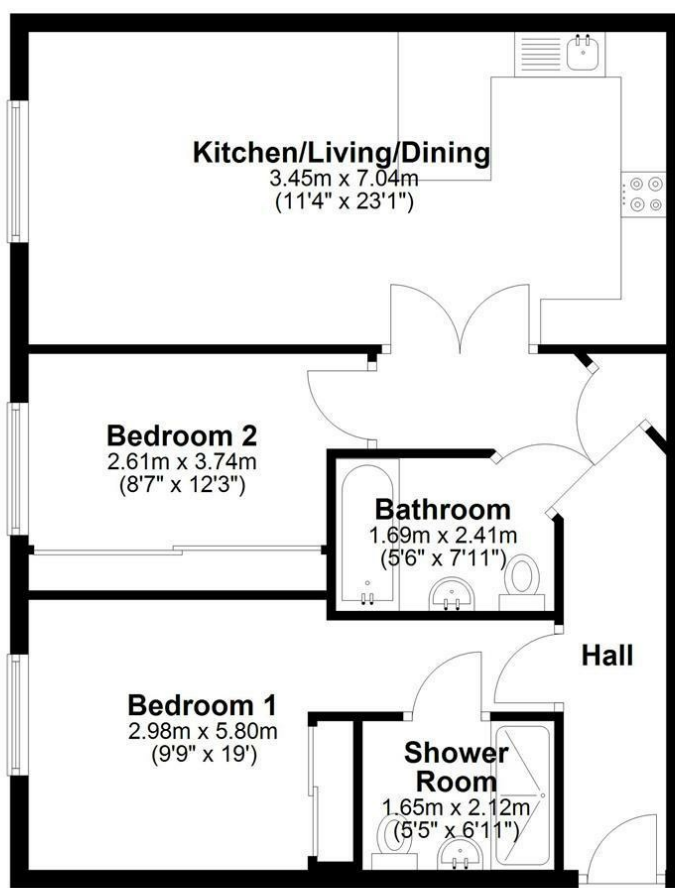 Kitchen/Living/Dining
3.45m x 7.04m
(11'4" x 23'1")
Bedroom 2
2.61m x 3.74m
(8'7" x 12'3")
Bathroom
1.69m x 2.41m
(5'6" x 7'11")
Hall
Bedroom 1
2.98m x 5.80m
(9'9" x 19')
Shower
Room
1.65m x 2.12m
(5'5" x 6'11")